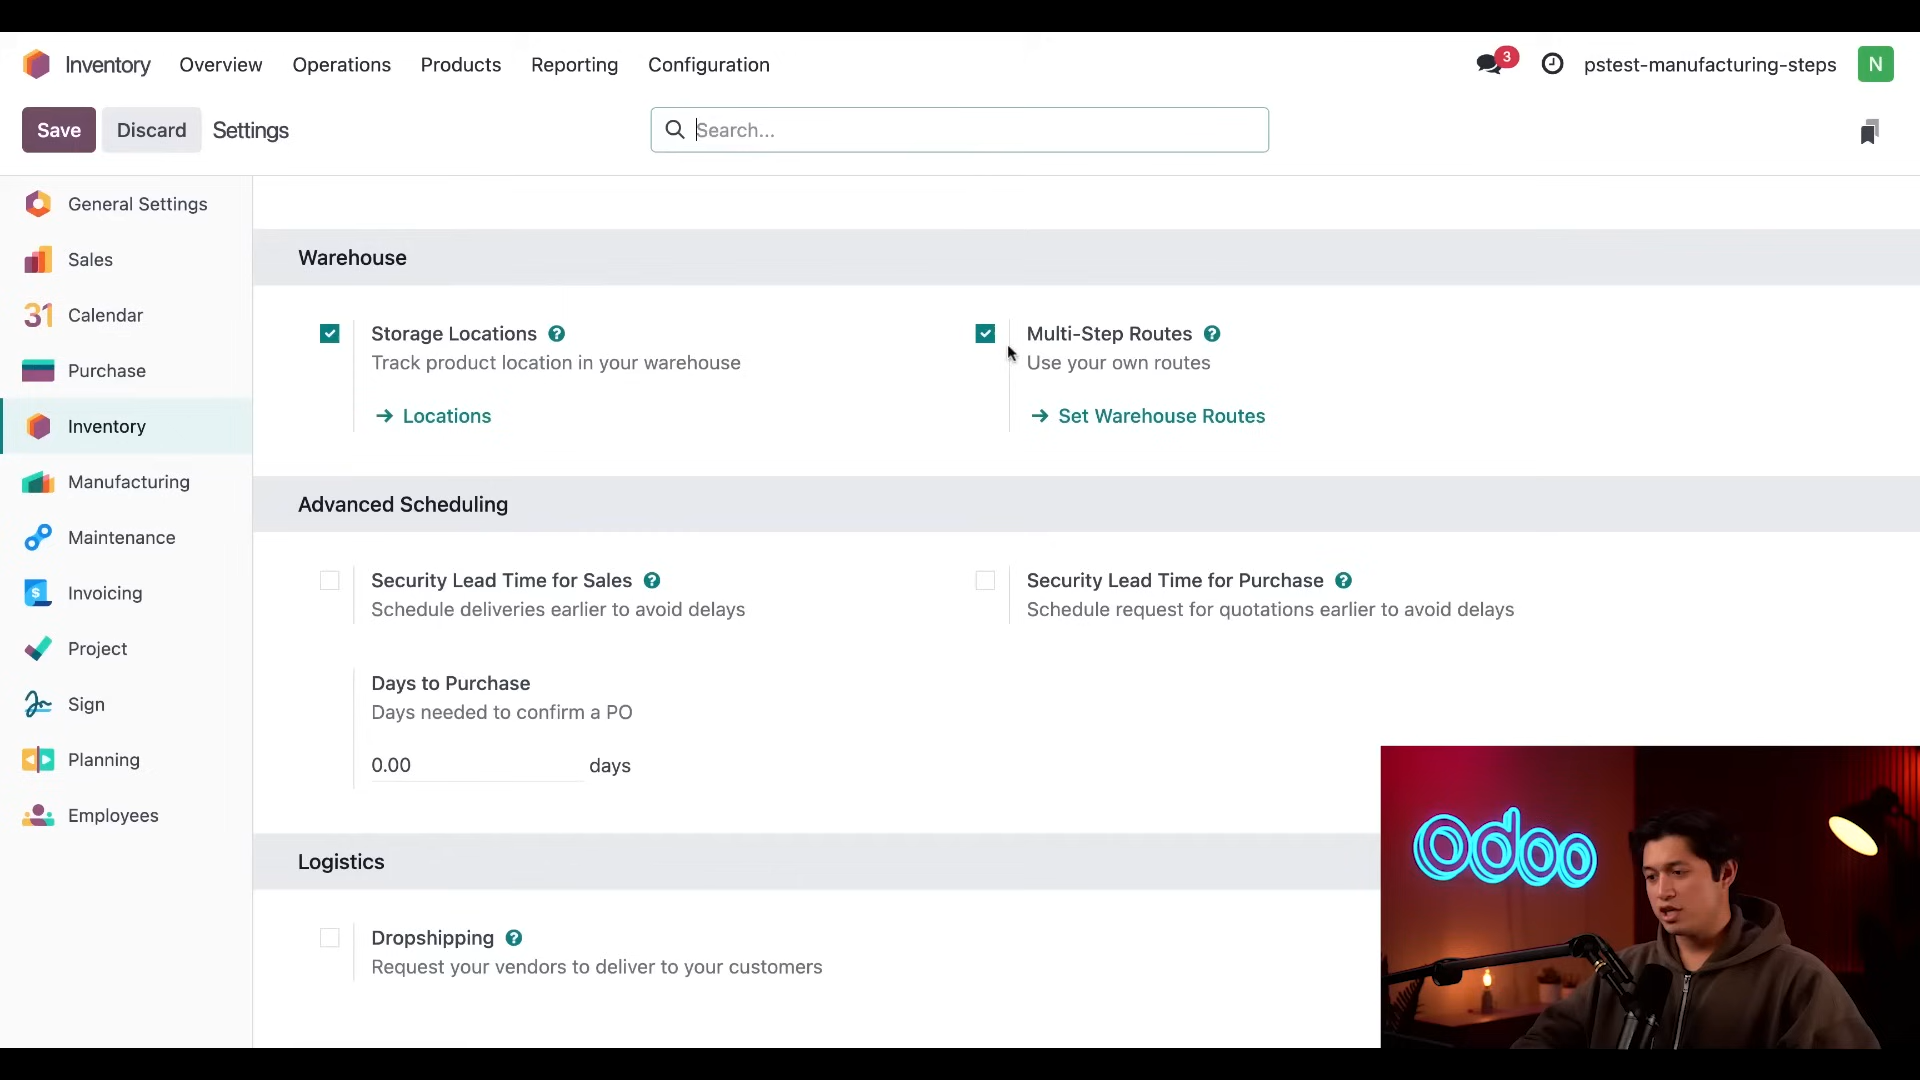 Inventory Overview Operations Products Reporting Configuration 3 pstest-manufacturing-steps N
Save Discard Settings Search...
General Settings
Sales
31 Calendar
Purchase
Inventory
Manufacturing
Maintenance
$ Invoicing
Project
Sign
Planning
Employees
Warehouse
Storage Locations ?
Track product location in your warehouse
→ Locations
Multi-Step Routes ?
Use your own routes
→ Set Warehouse Routes
Advanced Scheduling
Security Lead Time for Sales ?
Schedule deliveries earlier to avoid delays
Security Lead Time for Purchase ?
Schedule request for quotations earlier to avoid delays
Days to Purchase
Days needed to confirm a PO
0.00 days
Logistics
Dropshipping ?
Request your vendors to deliver to your customers
odoo